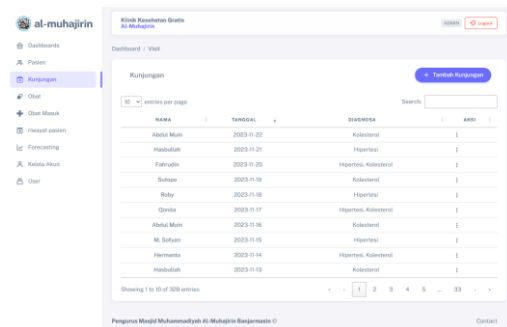 al-muhajirin
Klinik Kesehatan Gratis
Al-Muhajirin
ADMIN
Logout
Dashboards
Pasien
Kunjungan
Obat
Obat Masuk
riwayat pasien
Forecasting
Kelola Akun
User
Dashboard / Visit
Kunjungan
+ Tambah Kunjungan
10 entries per page
Search:
NAMA TANGGAL DIAGNOSA AKSI
Abdul Muin 2023-11-22 Kolesterol
Hasbullah 2023-11-21 Hipertesi
Fahrudin 2023-11-20 Hipertesi, Kolesterol
Sutopo 2023-11-19 Kolesterol
Roby 2023-11-18 Hipertesi
Qonita 2023-11-17 Hipertesi, Kolesterol
Abdul Muin 2023-11-16 Kolesterol
M. Sofyan 2023-11-15 Hipertesi
Hermanto 2023-11-14 Hipertesi, Kolesterol
Hasbullah 2023-11-13 Kolesterol
Showing 1 to 10 of 329 entries
« ‹ 1 2 3 4 5 … 33 › »
Pengurus Masjid Muhammadiyah Al-Muhajirin Banjarmasin ©
Contact